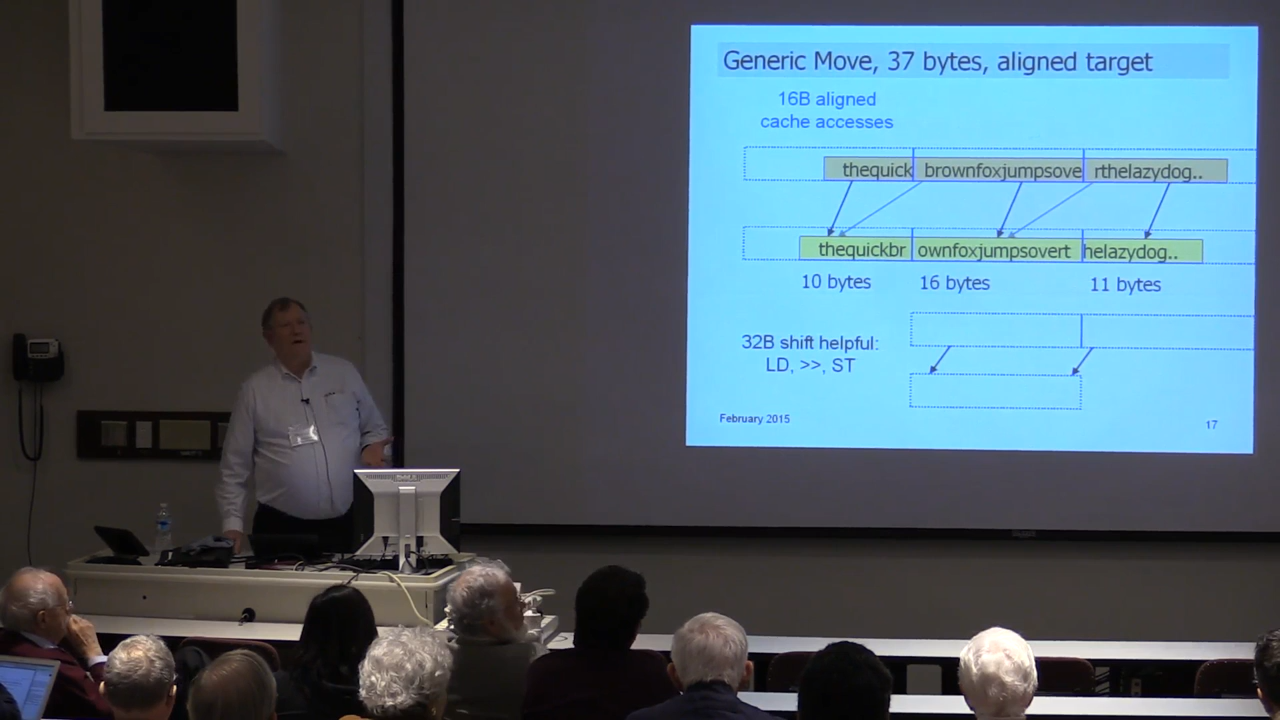 Generic Move, 37 bytes, aligned target
16B aligned
cache accesses
thequick brownfoxjumpsove rthelazydog..
thequickbr ownfoxjumpsovert helazydog..
10 bytes 16 bytes 11 bytes
32B shift helpful:
LD, >>, ST
February 2015
17